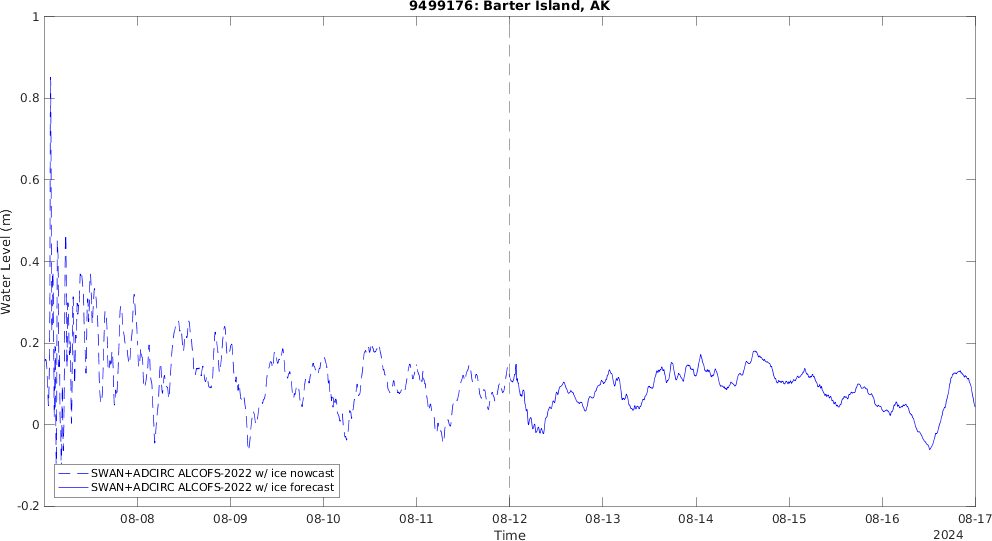 9499176: Barter Island, AK
1
0.8
0.6
0.4
0.2
0
-0.2
Water Level (m)
SWAN+ADCIRC ALCOFS-2022 w/ ice nowcast
SWAN+ADCIRC ALCOFS-2022 w/ ice forecast
08-08 08-09 08-10 08-11 08-12 08-13 08-14 08-15 08-16 08-17
Time
2024